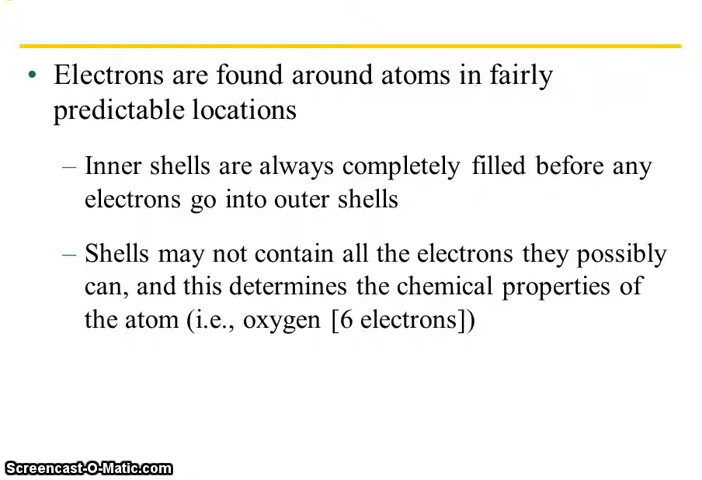 • Electrons are found around atoms in fairly
predictable locations
– Inner shells are always completely filled before any
electrons go into outer shells
– Shells may not contain all the electrons they possibly
can, and this determines the chemical properties of
the atom (i.e., oxygen [6 electrons])
Screencast-O-Matic.com